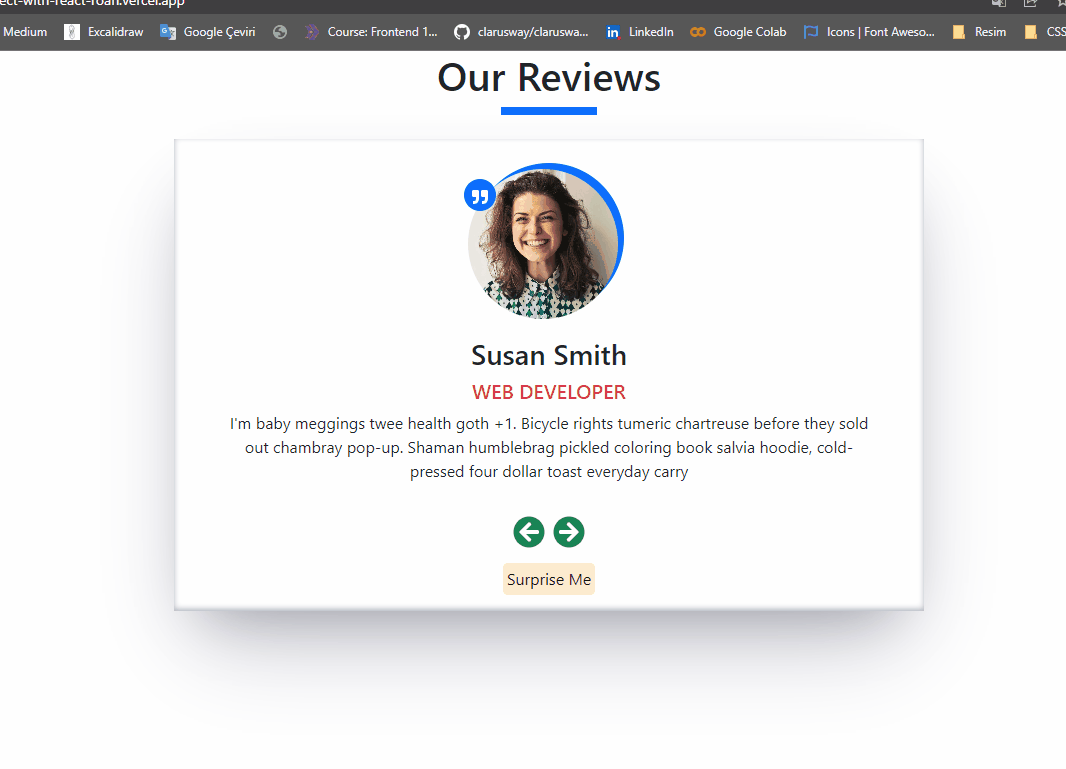 ect-with-react-roan.vercel.app
Medium Excalidraw Google Çeviri Course: Frontend 1... clarusway/claruswa... LinkedIn Google Colab Icons | Font Aweso... Resim CSS
Our Reviews
Susan Smith
WEB DEVELOPER
I'm baby meggings twee health goth +1. Bicycle rights tumeric chartreuse before they sold
out chambray pop-up. Shaman humblebrag pickled coloring book salvia hoodie, cold-
pressed four dollar toast everyday carry
Surprise Me